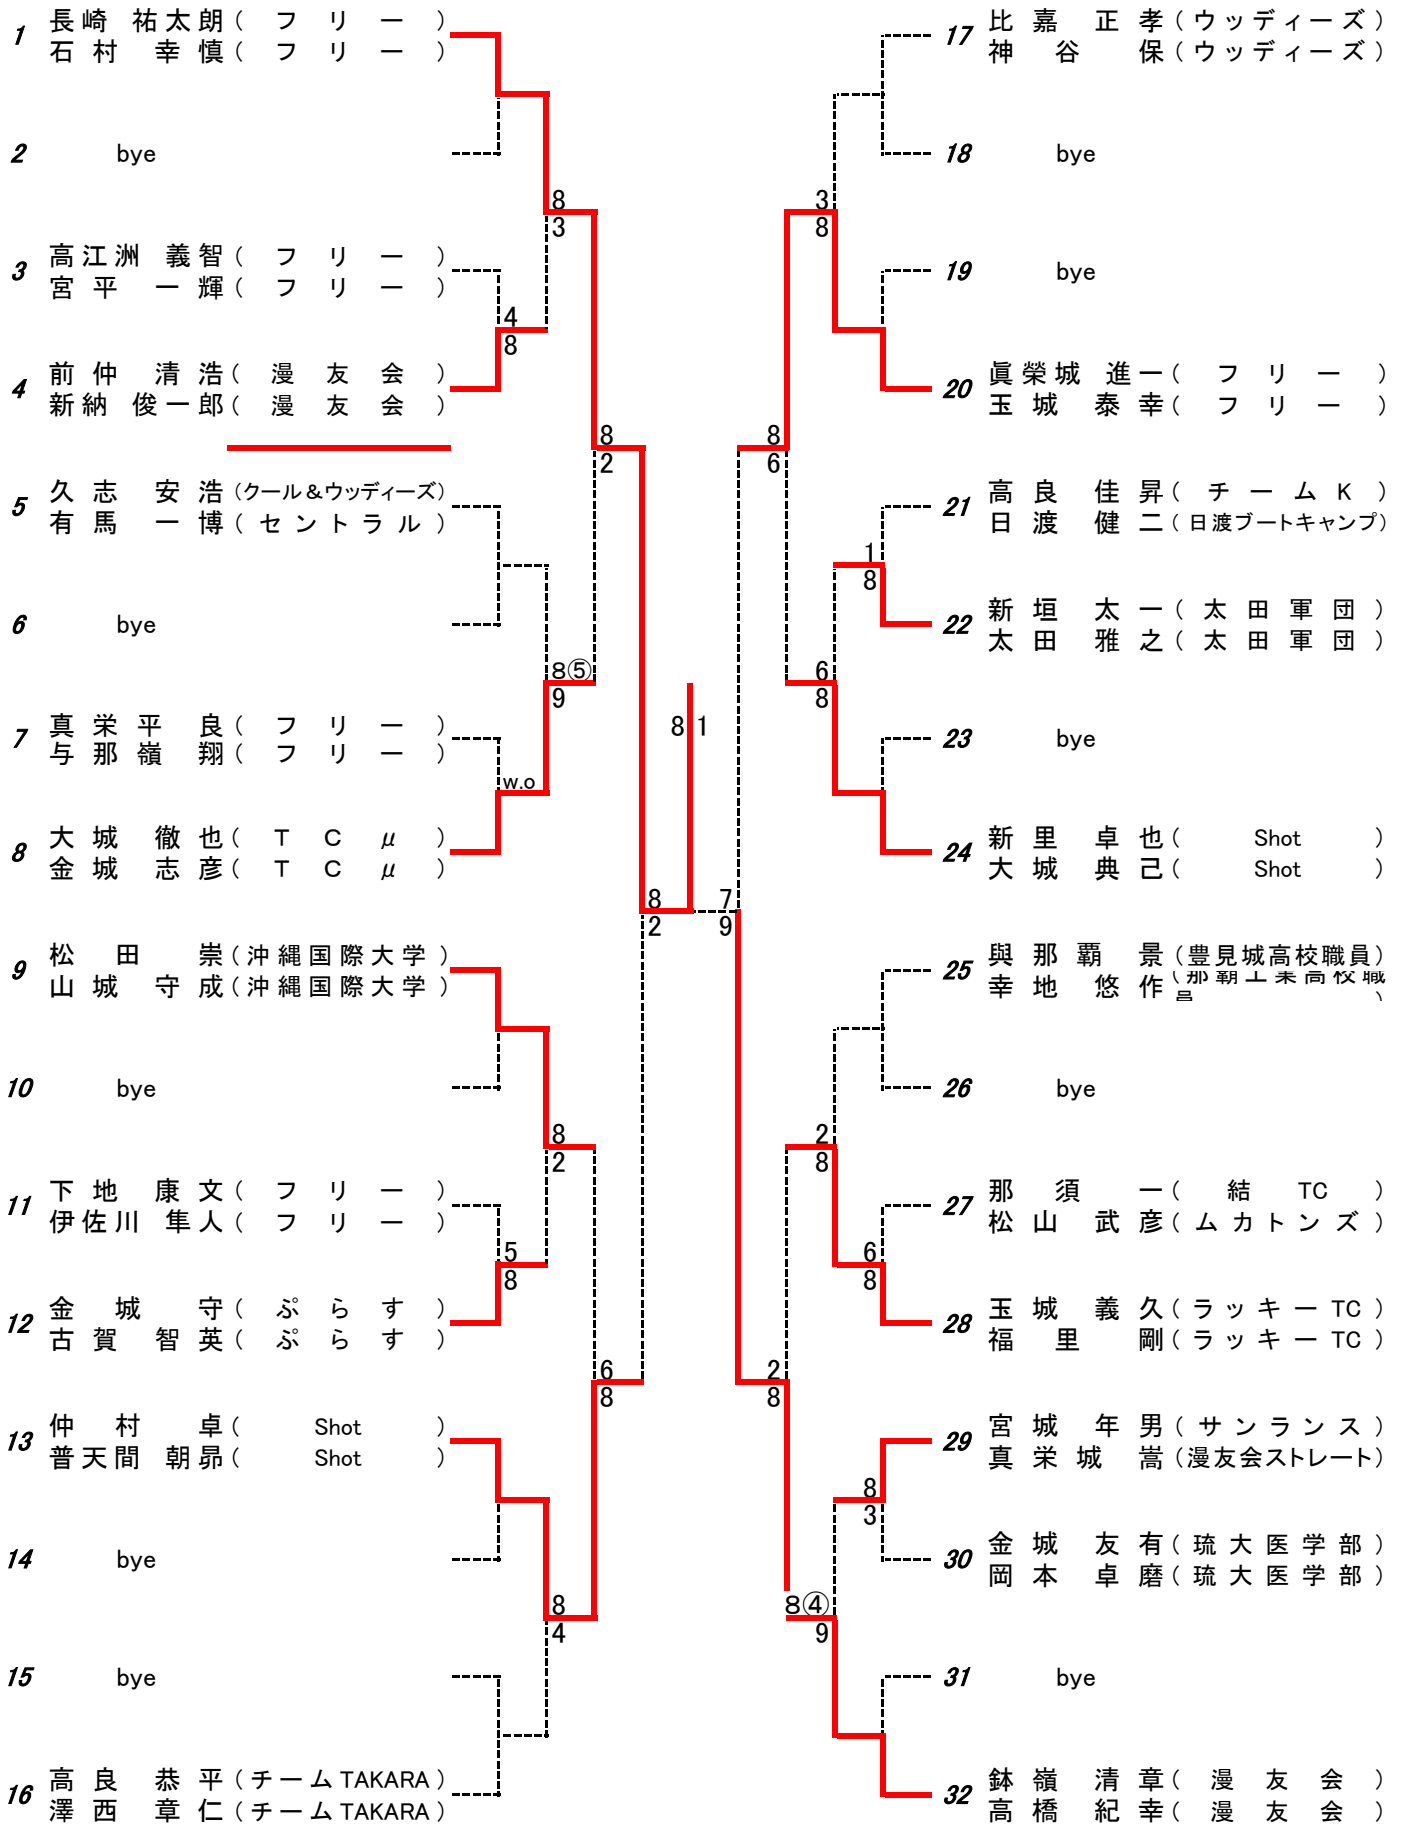 1 長崎 祐太朗(フリー)
石村 幸慎(フリー)
2 bye
8
3
3 高江洲 義智(フリー)
宮平 一輝(フリー)
4
8
4 前仲 清浩(漫友会)
新納 俊一郎(漫友会)
8
2
5 久志 安浩(クール&ウッディーズ)
有馬 一博(セントラル)
6 bye
8⑤
9
7 真栄平 良(フリー)
与那嶺 翔(フリー)
w.o
8 大城 徹也(TCμ)
金城 志彦(TCμ)
8 1
8
2
9 松田 崇(沖縄国際大学)
山城 守成(沖縄国際大学)
10 bye
8
2
11 下地 康文(フリー)
伊佐川 隼人(フリー)
5
8
12 金城 守(ぷらす)
古賀 智英(ぷらす)
6
8
13 仲村 卓(Shot)
普天間 朝昴(Shot)
14 bye
8
4
15 bye
16 高良 恭平(チームTAKARA)
澤西 章仁(チームTAKARA)
17 比嘉 正孝(ウッディーズ)
神谷 保(ウッディーズ)
18 bye
3
8
19 bye
20 眞榮城 進一(フリー)
玉城 泰幸(フリー)
8
6
21 高良 佳昇(チームK)
日渡 健二(日渡ブートキャンプ)
1
8
22 新垣 太一(太田軍団)
太田 雅之(太田軍団)
6
8
23 bye
24 新里 卓也(Shot)
大城 典己(Shot)
7
9
25 與那覇 景(豊見城高校職員)
幸地 悠作(那覇工業高校職
員)
26 bye
2
8
27 那須 一(結TC)
松山 武彦(ムカトンズ)
6
8
28 玉城 義久(ラッキーTC)
福里 剛(ラッキーTC)
2
8
29 宮城 年男(サンランス)
真栄城 嵩(漫友会ストレート)
8
3
30 金城 友有(琉大医学部)
岡本 卓磨(琉大医学部)
8④
9
31 bye
32 鉢嶺 清章(漫友会)
高橋 紀幸(漫友会)